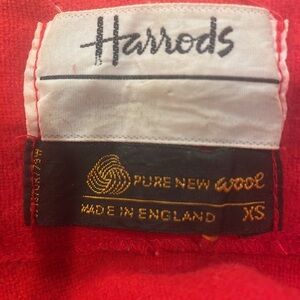 Harrods
PURE NEW wool
MADE IN ENGLAND XS